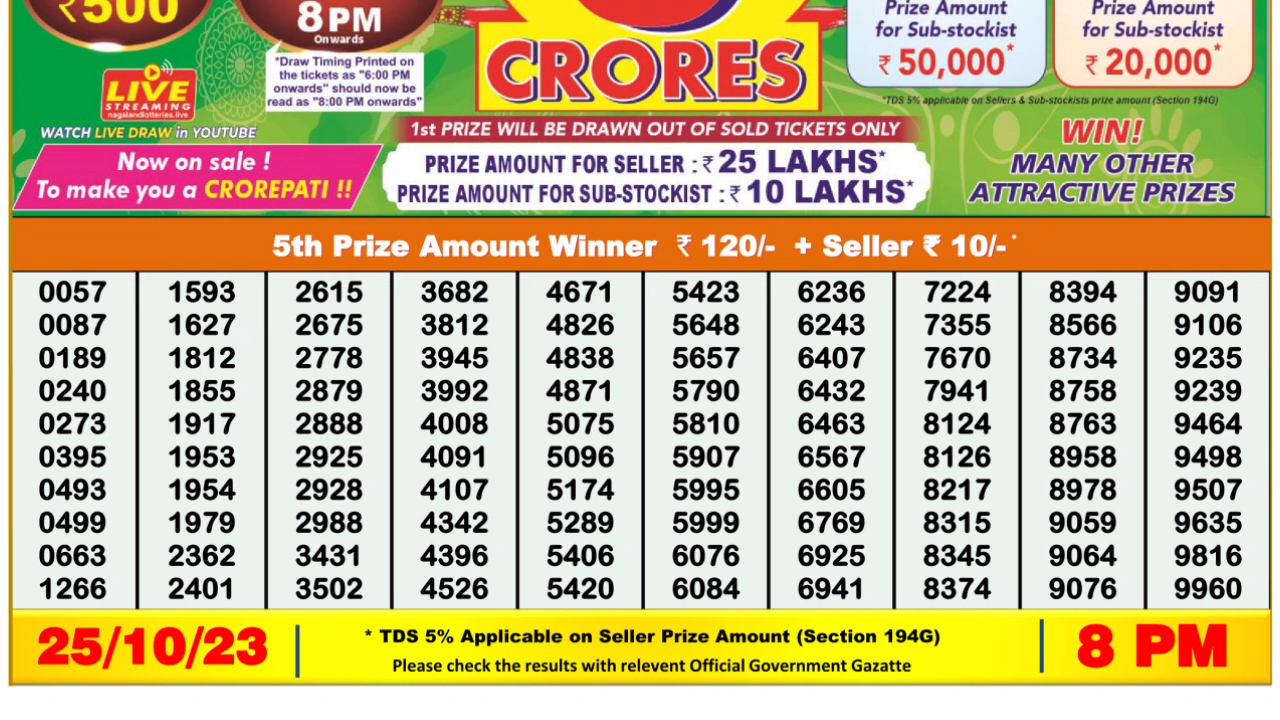 ₹500
8PM
Onwards
"Draw Timing Printed on
the tickets as "6:00 PM
onwards" should now be
read as "8:00 PM onwards"
LIVE
STREAMING
nagalandlotteries.live
WATCH LIVE DRAW in YOUTUBE
Now on sale !
To make you a CROREPATI !!
CRORES
1st PRIZE WILL BE DRAWN OUT OF SOLD TICKETS ONLY
PRIZE AMOUNT FOR SELLER : ₹ 25 LAKHS*
PRIZE AMOUNT FOR SUB-STOCKIST : ₹ 10 LAKHS*
Prize Amount
for Sub-stockist
₹ 50,000*
Prize Amount
for Sub-stockist
₹ 20,000*
*TDS 5% applicable on Sellers & Sub-stockists prize amount (Section 194G)
WIN!
MANY OTHER
ATTRACTIVE PRIZES
5th Prize Amount Winner ₹ 120/- + Seller ₹ 10/- *
0057 1593 2615 3682 4671 5423 6236 7224 8394 9091
0087 1627 2675 3812 4826 5648 6243 7355 8566 9106
0189 1812 2778 3945 4838 5657 6407 7670 8734 9235
0240 1855 2879 3992 4871 5790 6432 7941 8758 9239
0273 1917 2888 4008 5075 5810 6463 8124 8763 9464
0395 1953 2925 4091 5096 5907 6567 8126 8958 9498
0493 1954 2928 4107 5174 5995 6605 8217 8978 9507
0499 1979 2988 4342 5289 5999 6769 8315 9059 9635
0663 2362 3431 4396 5406 6076 6925 8345 9064 9816
1266 2401 3502 4526 5420 6084 6941 8374 9076 9960
25/10/23
* TDS 5% Applicable on Seller Prize Amount (Section 194G)
Please check the results with relevent Official Government Gazatte
8 PM